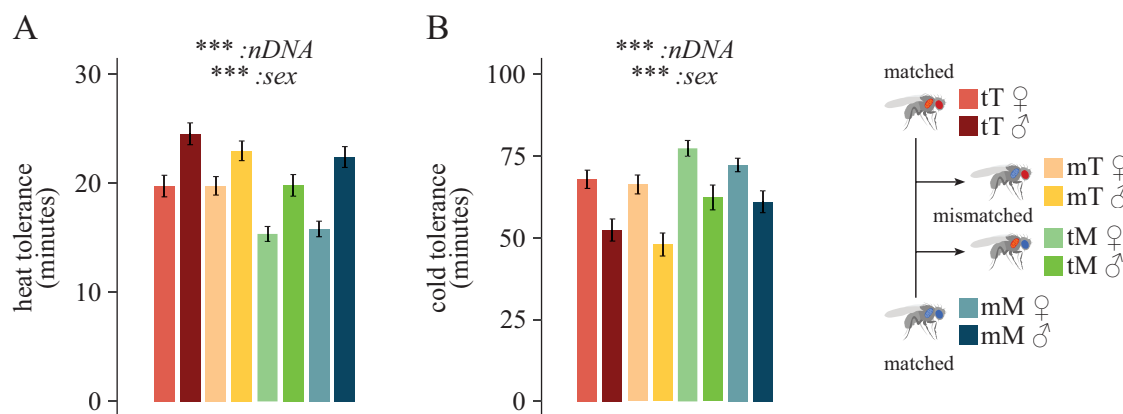 A
*** :nDNA
*** :sex
heat tolerance
(minutes)
30
20
10
0
B
*** :nDNA
*** :sex
cold tolerance
(minutes)
100
75
50
25
0
matched
tT ♀
tT ♂
mT ♀
mT ♂
mismatched
tM ♀
tM ♂
mM ♀
mM ♂
matched